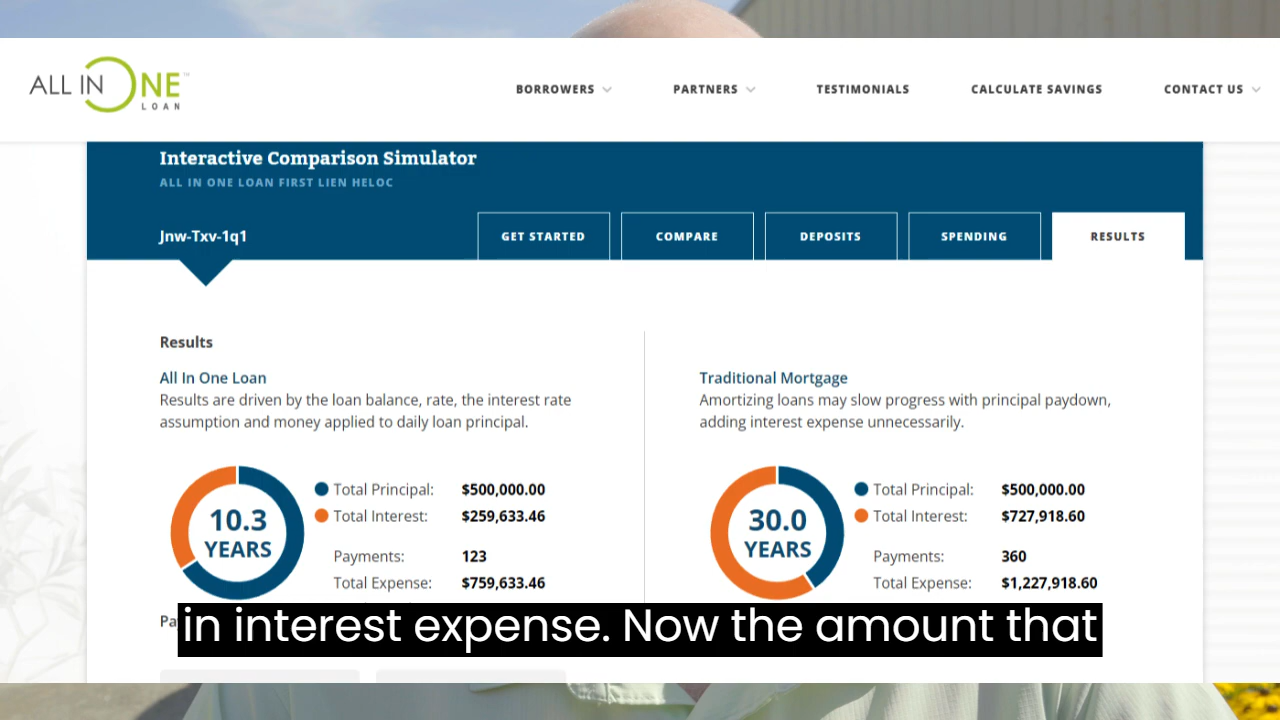 ALL IN ONE
LOAN
BORROWERS
PARTNERS
TESTIMONIALS
CALCULATE SAVINGS
CONTACT US
Interactive Comparison Simulator
ALL IN ONE LOAN FIRST LIEN HELOC
Jnw-Txv-1q1
GET STARTED
COMPARE
DEPOSITS
SPENDING
RESULTS
Results
All In One Loan
Results are driven by the loan balance, rate, the interest rate
assumption and money applied to daily loan principal.
10.3
YEARS
Total Principal: $500,000.00
Total Interest: $259,633.46
Payments: 123
Total Expense: $759,633.46
Traditional Mortgage
Amortizing loans may slow progress with principal paydown,
adding interest expense unnecessarily.
30.0
YEARS
Total Principal: $500,000.00
Total Interest: $727,918.60
Payments: 360
Total Expense: $1,227,918.60
in interest expense. Now the amount that